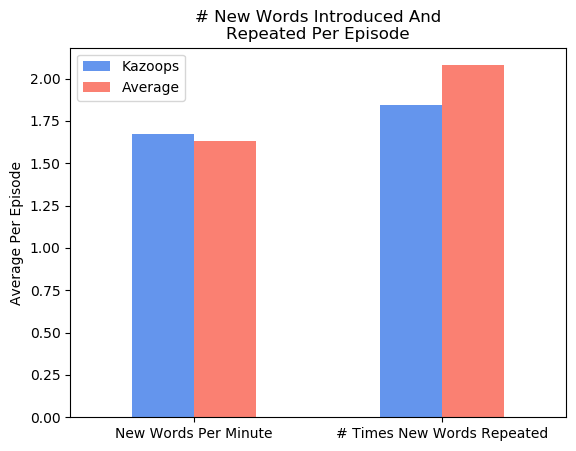 # New Words Introduced And
Repeated Per Episode
Kazoops
Average
Average Per Episode
2.00
1.75
1.50
1.25
1.00
0.75
0.50
0.25
0.00
New Words Per Minute
# Times New Words Repeated